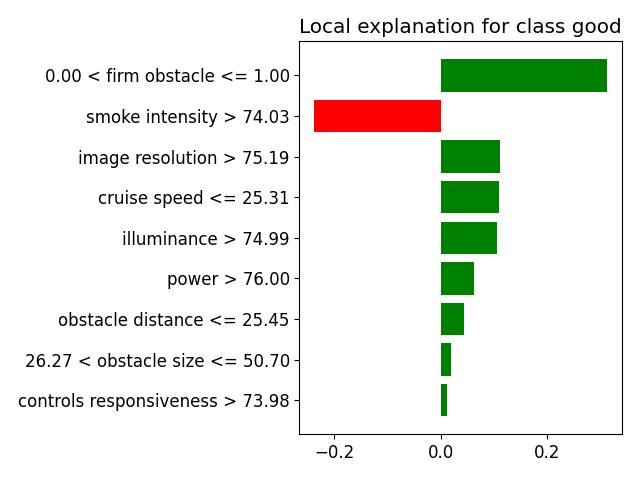 Local explanation for class good
0.00 < firm obstacle <= 1.00
smoke intensity > 74.03
image resolution > 75.19
cruise speed <= 25.31
illuminance > 74.99
power > 76.00
obstacle distance <= 25.45
26.27 < obstacle size <= 50.70
controls responsiveness > 73.98
−0.2 0.0 0.2